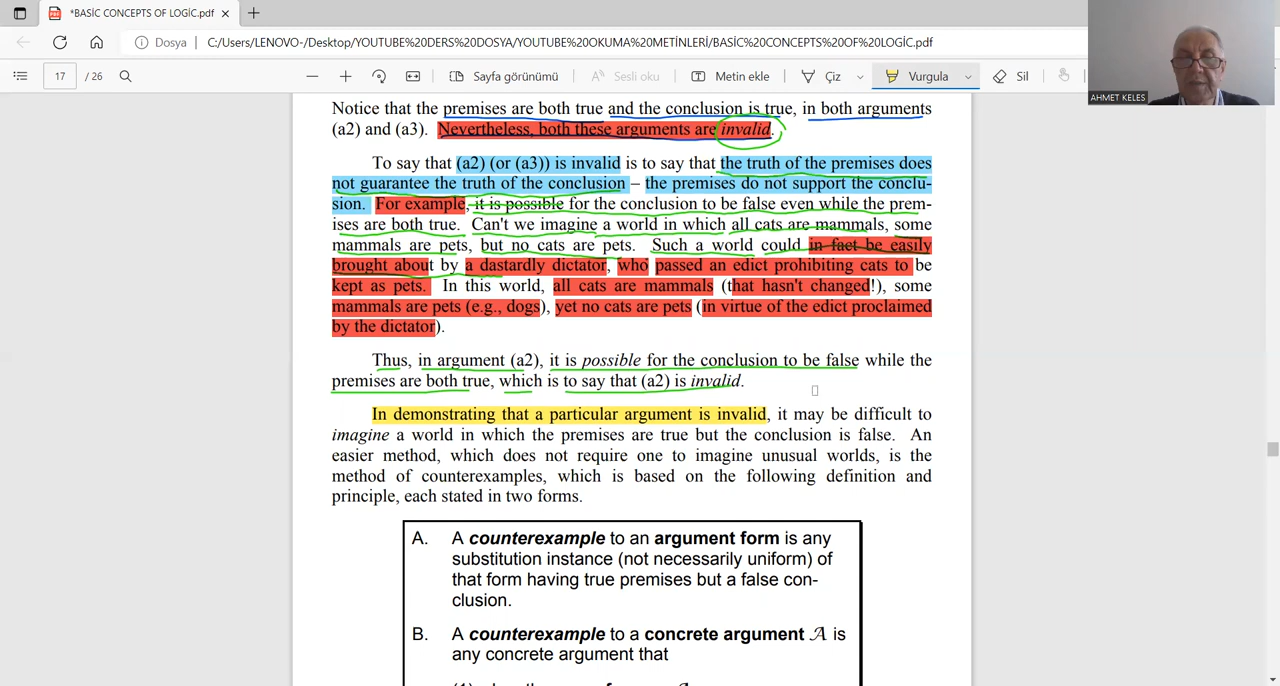 *BASİC CONCEPTS OF LOGİC.pdf
Dosya C:/Users/LENOVO-/Desktop/YOUTUBE%20DERS%20DOSYA/YOUTUBE%20OKUMA%20METİNLERİ/BASİC%20CONCEPTS%20OF%20LOGİC.pdf
17 / 26 Sayfa görünümü Sesli oku Metin ekle Çiz Vurgula Sil
AHMET KELES
Notice that the premises are both true and the conclusion is true, in both arguments
(a2) and (a3). Nevertheless, both these arguments are invalid.
To say that (a2) (or (a3)) is invalid is to say that the truth of the premises does
not guarantee the truth of the conclusion – the premises do not support the conclu-
sion. For example, it is possible for the conclusion to be false even while the prem-
ises are both true. Can't we imagine a world in which all cats are mammals, some
mammals are pets, but no cats are pets. Such a world could in fact be easily
brought about by a dastardly dictator, who passed an edict prohibiting cats to be
kept as pets. In this world, all cats are mammals (that hasn't changed!), some
mammals are pets (e.g., dogs), yet no cats are pets (in virtue of the edict proclaimed
by the dictator).
Thus, in argument (a2), it is possible for the conclusion to be false while the
premises are both true, which is to say that (a2) is invalid.
In demonstrating that a particular argument is invalid, it may be difficult to
imagine a world in which the premises are true but the conclusion is false. An
easier method, which does not require one to imagine unusual worlds, is the
method of counterexamples, which is based on the following definition and
principle, each stated in two forms.
A. A counterexample to an argument form is any
substitution instance (not necessarily uniform) of
that form having true premises but a false con-
clusion.
B. A counterexample to a concrete argument 𝒜 is
any concrete argument that